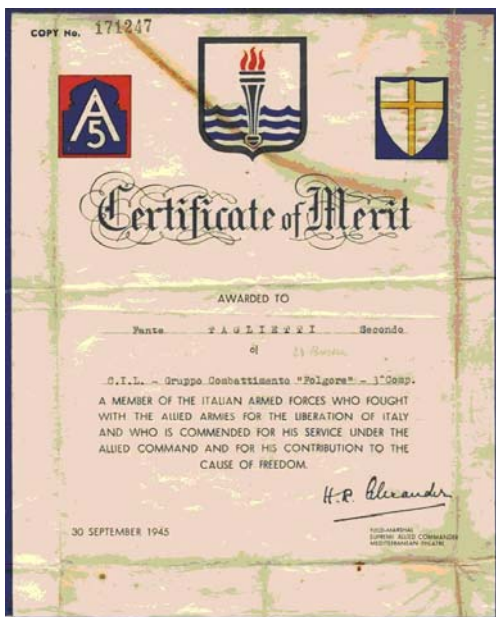 COPY No. 171247
A
5
Certificate of Merit
AWARDED TO
Fante TAGLIETTI Secondo
of
C.I.L. - Gruppo Combattimento "Folgore" - 3°Comp.
A MEMBER OF THE ITALIAN ARMED FORCES WHO FOUGHT
WITH THE ALLIED ARMIES FOR THE LIBERATION OF ITALY
AND WHO IS COMMENDED FOR HIS SERVICE UNDER THE
ALLIED COMMAND AND FOR HIS CONTRIBUTION TO THE
CAUSE OF FREEDOM.
H.R. Alexander
30 SEPTEMBER 1945
FIELD-MARSHAL
SUPREME ALLIED COMMANDER
MEDITERRANEAN THEATRE